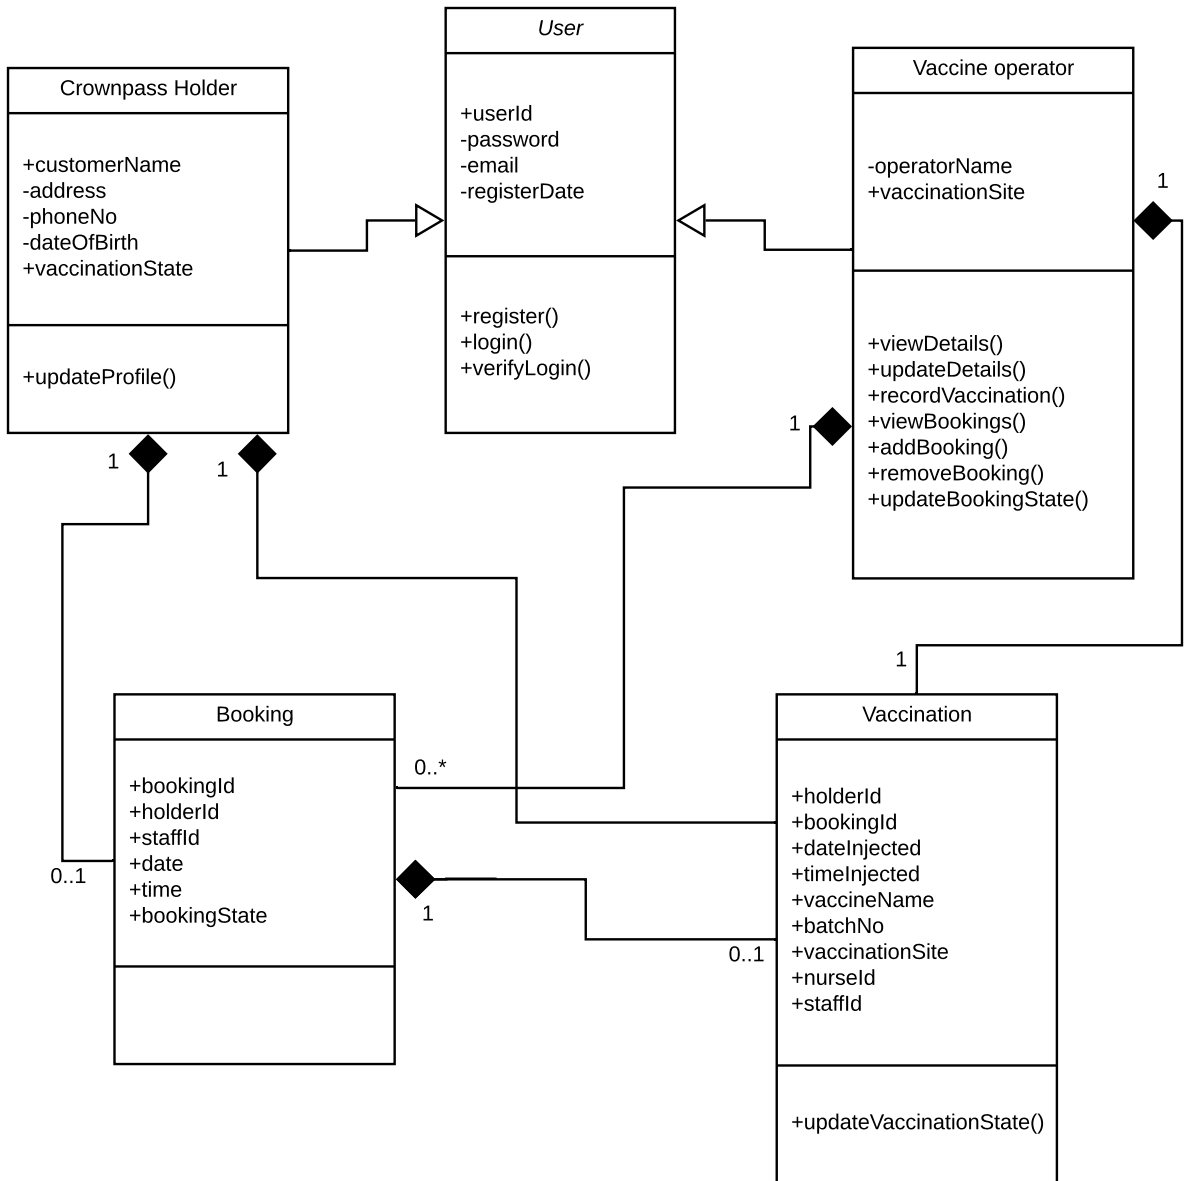 User
+userId
-password
-email
-registerDate
+register()
+login()
+verifyLogin()
Crownpass Holder
+customerName
-address
-phoneNo
-dateOfBirth
+vaccinationState
+updateProfile()
Vaccine operator
-operatorName
+vaccinationSite
+viewDetails()
+updateDetails()
+recordVaccination()
+viewBookings()
+addBooking()
+removeBooking()
+updateBookingState()
1
1
1
1
1
Booking
+bookingId
+holderId
+staffId
+date
+time
+bookingState
0..*
0..1
1
0..1
Vaccination
+holderId
+bookingId
+dateInjected
+timeInjected
+vaccineName
+batchNo
+vaccinationSite
+nurseId
+staffId
+updateVaccinationState()